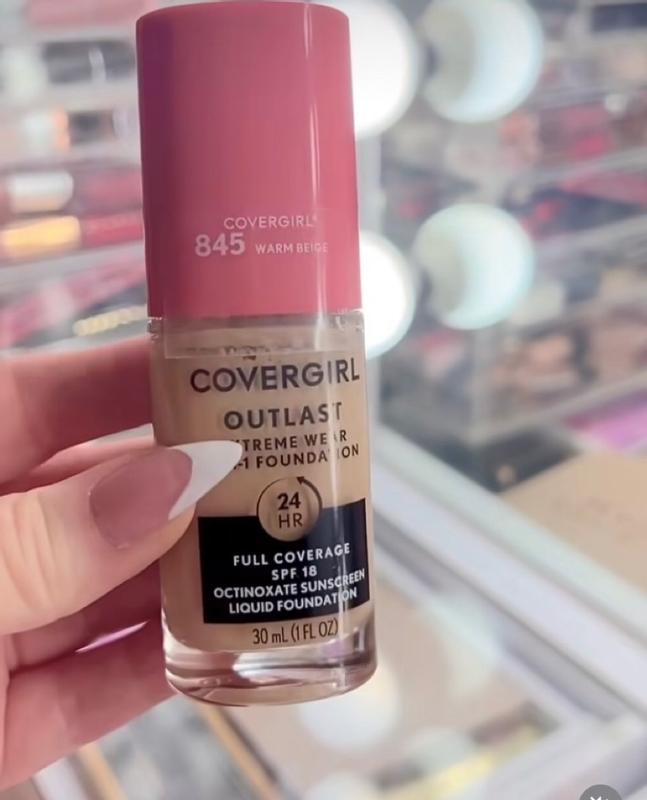 COVERGIRL®
845 WARM BEIGE
COVERGIRL
OUTLAST
WEAR
FOUNDATION
24
HR
FULL COVERAGE
SPF 18
OCTINOXATE SUNSCREEN
LIQUID FOUNDATION
30 mL (1 FL OZ)